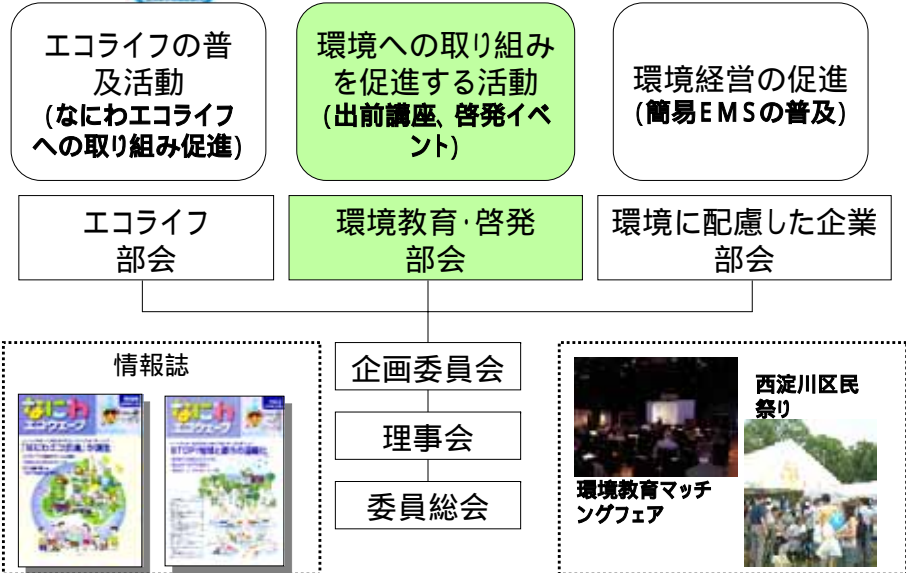 エコライフの普
及活動
(なにわエコライフ
への取り組み促進)
環境への取り組み
を促進する活動
(出前講座、啓発イベ
ント)
環境経営の促進
(簡易EMSの普及)
エコライフ
部会
環境教育・啓発
部会
環境に配慮した企業
部会
企画委員会
理事会
委員総会
情報誌
なにわ
エコウェーブ
なにわ
エコウェーブ
環境教育マッチ
ングフェア
西淀川区民
祭り